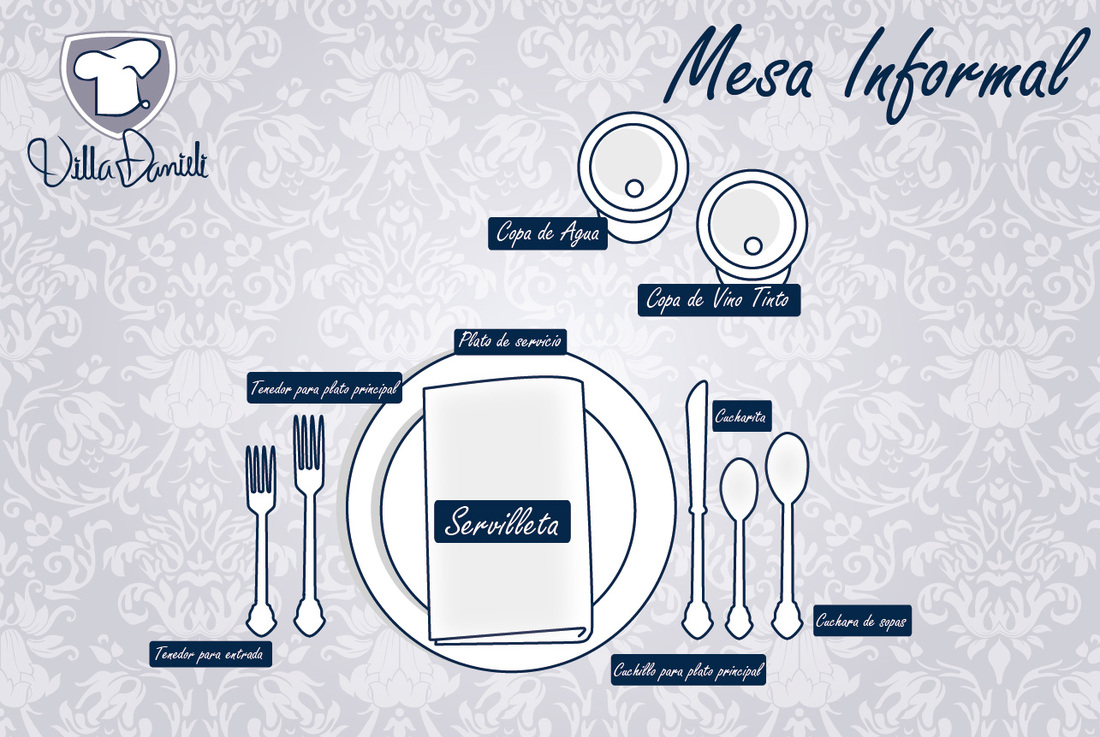 Mesa Informal
Villa Danieli
Copa de Agua
Copa de Vino Tinto
Plato de servicio
Tenedor para plato principal
Cucharita
Servilleta
Cuchara de sopas
Tenedor para entrada
Cuchillo para plato principal